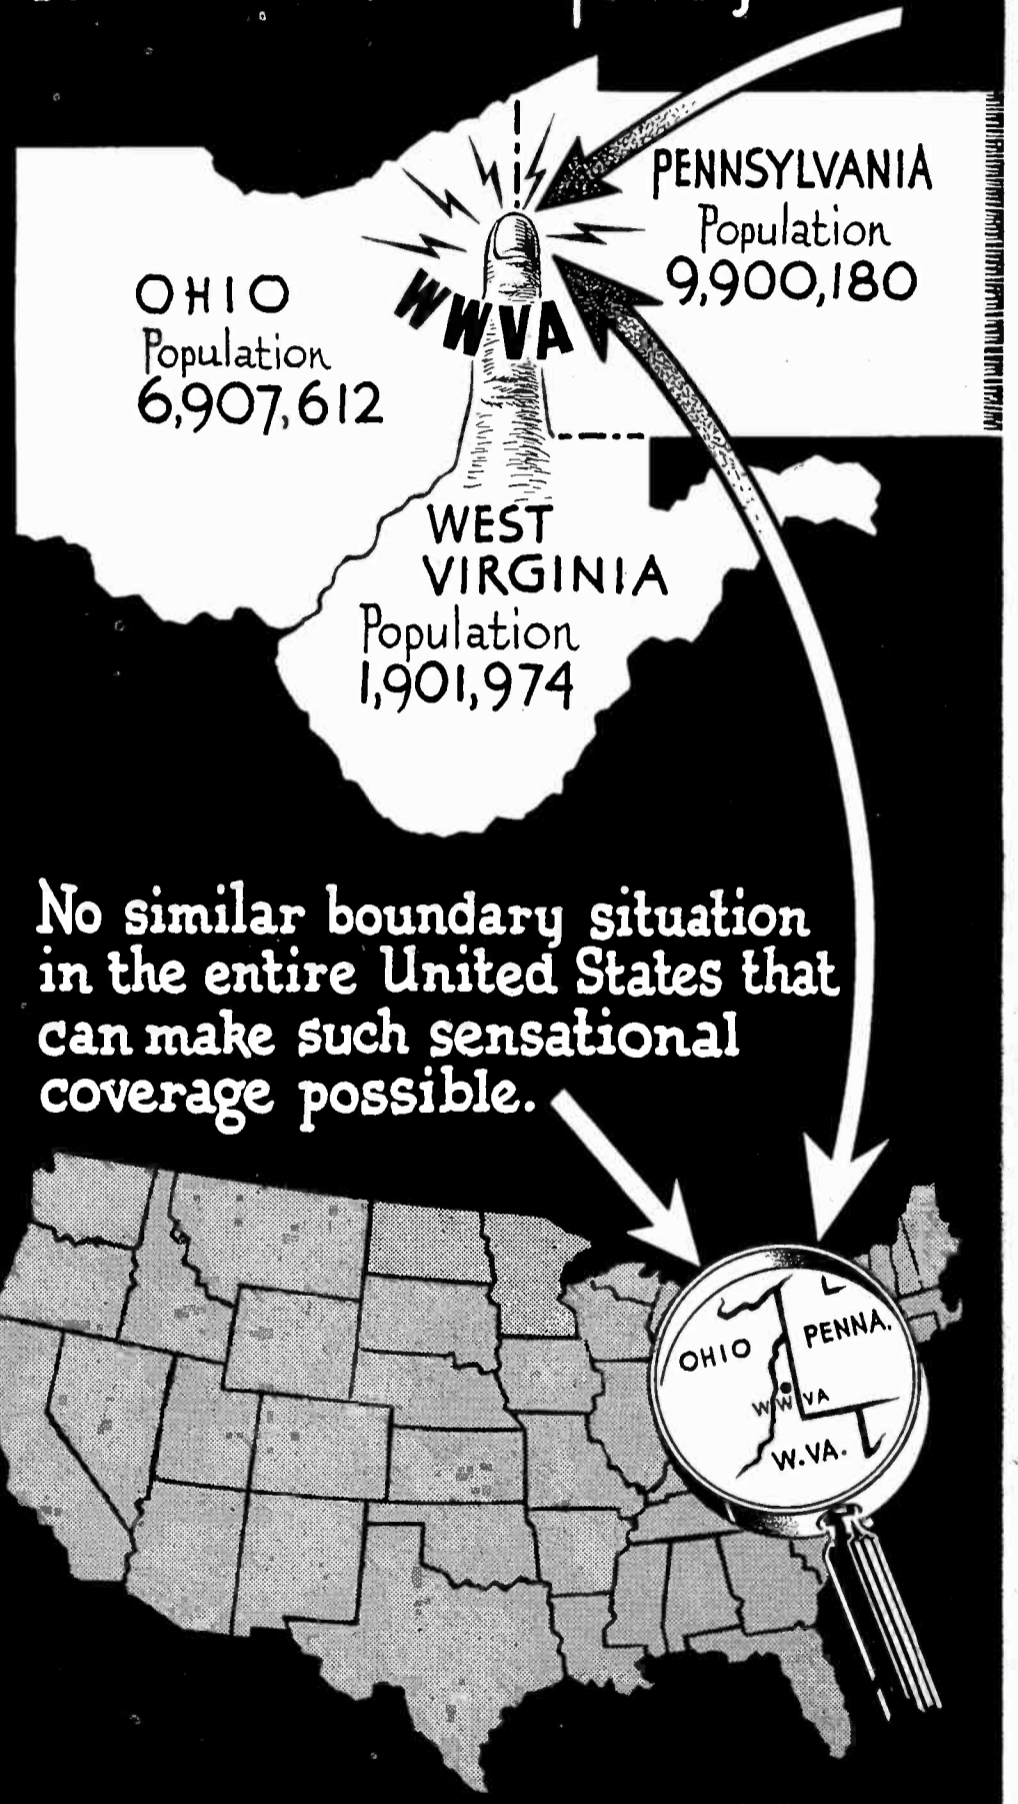 PENNSYLVANIA
Population
9,900,180
OHIO
Population
6,907,612
WWVA
WEST
VIRGINIA
Population
1,901,974
No similar boundary situation
in the entire United States that
can make such sensational
coverage possible.
OHIO
PENNA.
WWVA
W.VA.